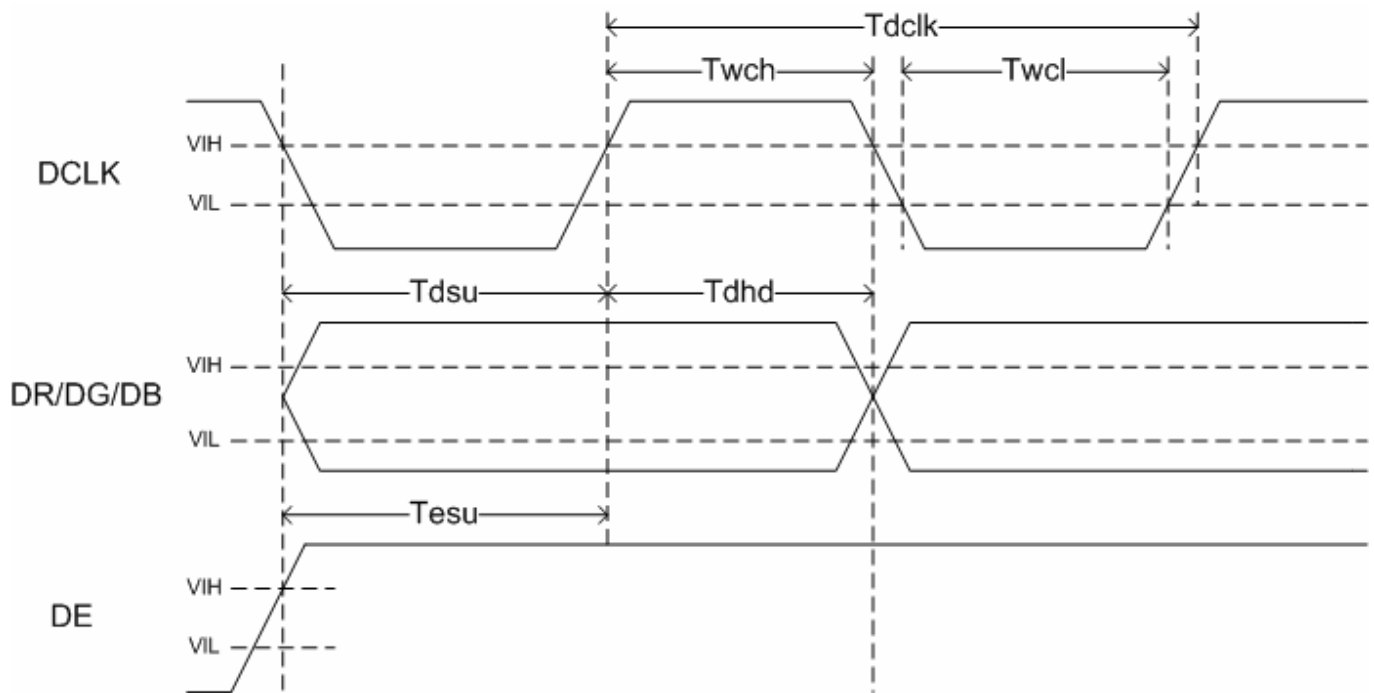 Tdclk
Twch
Twcl
VIH
DCLK
VIL
Tdsu
Tdhd
VIH
DR/DG/DB
VIL
Tesu
VIH
DE
VIL